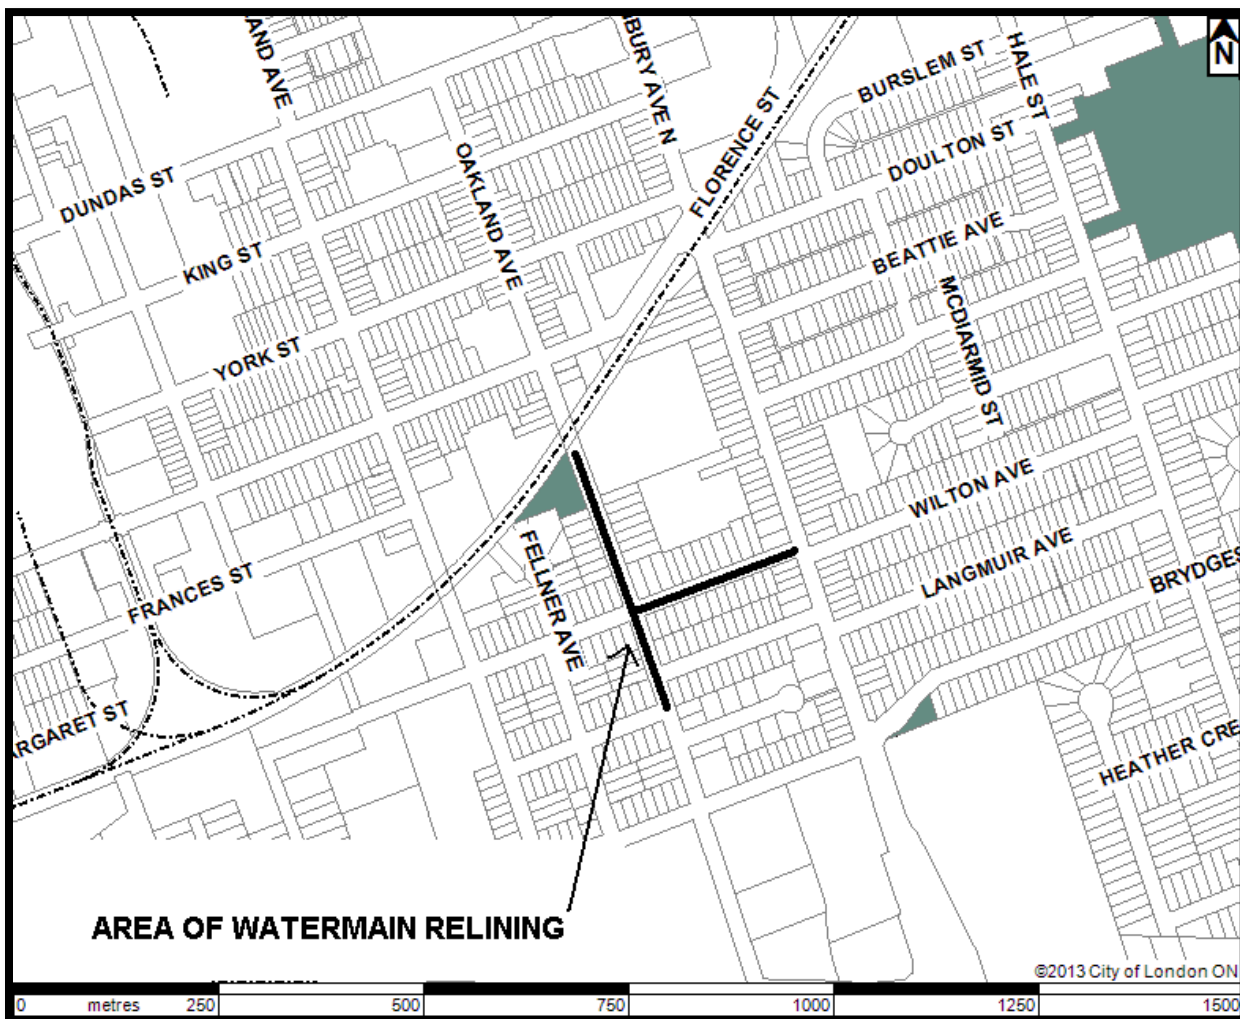 AND AVE
BURY AVE N
HALE ST
N
BURSLEM ST
FLORENCE ST
DOULTON ST
OAKLAND AVE
DUNDAS ST
KING ST
BEATTIE AVE
MCDIARMID ST
YORK ST
WILTON AVE
LANGMUIR AVE
BRYDGES
FELLNER AVE
FRANCES ST
ARGARET ST
HEATHER CRE
AREA OF WATERMAIN RELINING
©2013 City of London ON
0 metres 250 500 750 1000 1250 1500